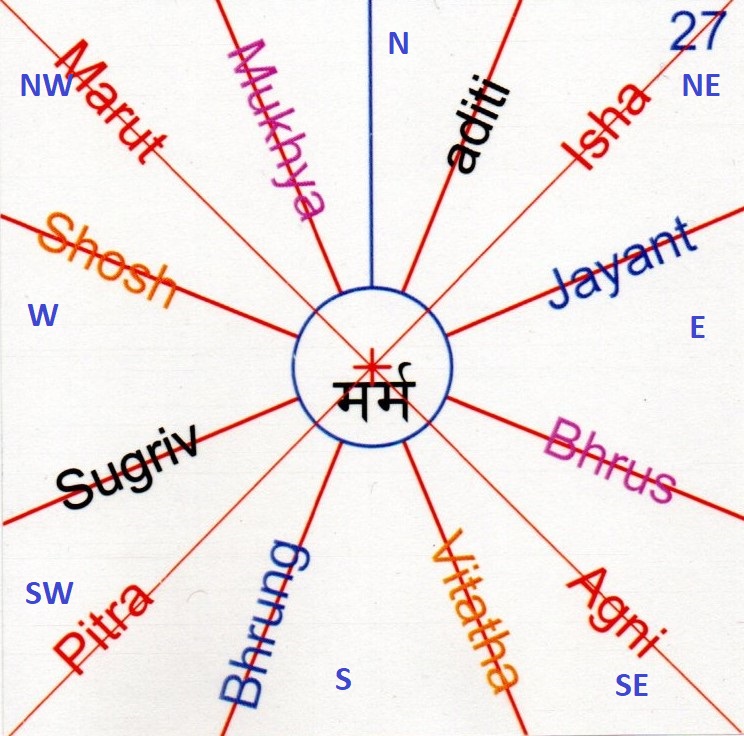 N
27
NW
Marut
Mukhya
aditi
Isha
NE
Shosh
Jayant
W
E
मर्म
Sugriv
Bhrus
SW
Pitra
Bhrung
S
Vitatha
Agni
SE